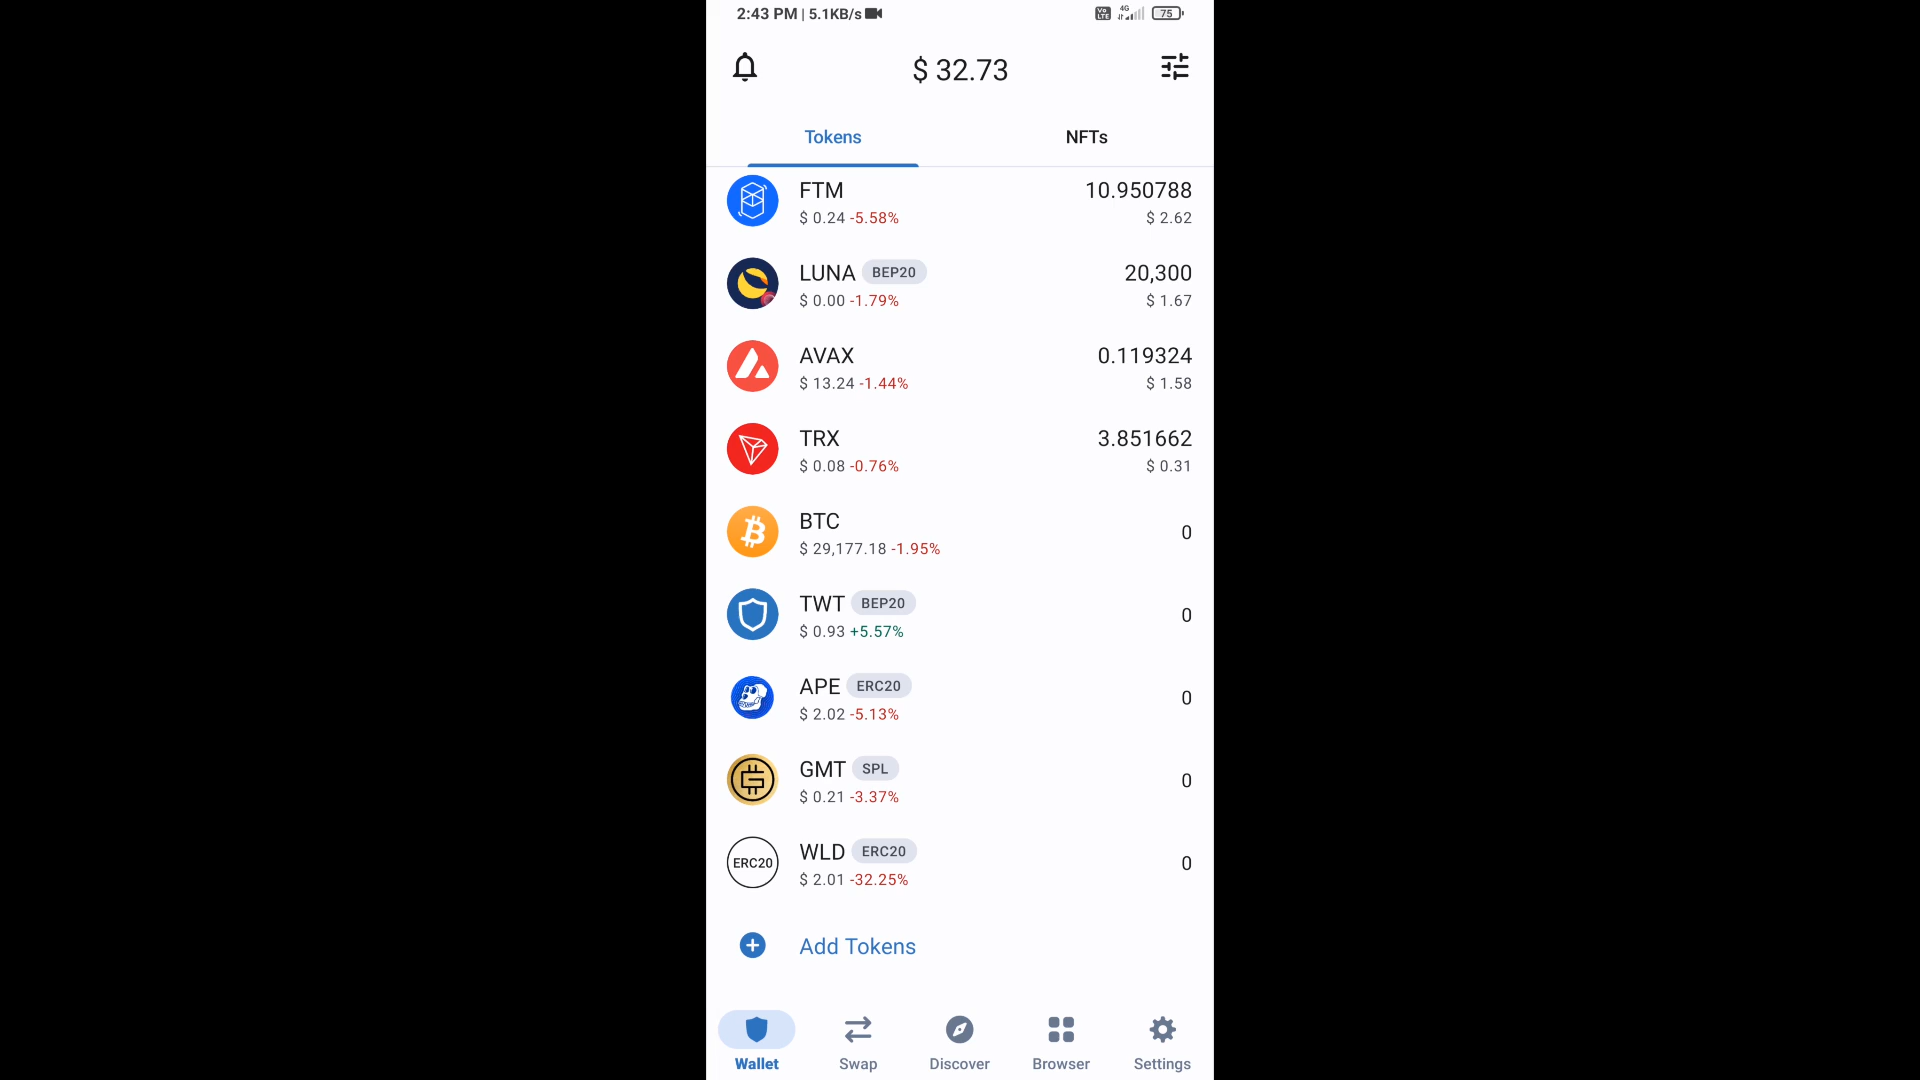 2:43 PM | 5.1KB/s
Vo LTE 4G 75
$ 32.73
Tokens NFTs
FTM 10.950788
$ 0.24 -5.58% $ 2.62
LUNA BEP20 20,300
$ 0.00 -1.79% $ 1.67
AVAX 0.119324
$ 13.24 -1.44% $ 1.58
TRX 3.851662
$ 0.08 -0.76% $ 0.31
BTC 0
$ 29,177.18 -1.95%
TWT BEP20 0
$ 0.93 +5.57%
APE ERC20 0
$ 2.02 -5.13%
GMT SPL 0
$ 0.21 -3.37%
ERC20 WLD ERC20 0
$ 2.01 -32.25%
Add Tokens
Wallet Swap Discover Browser Settings